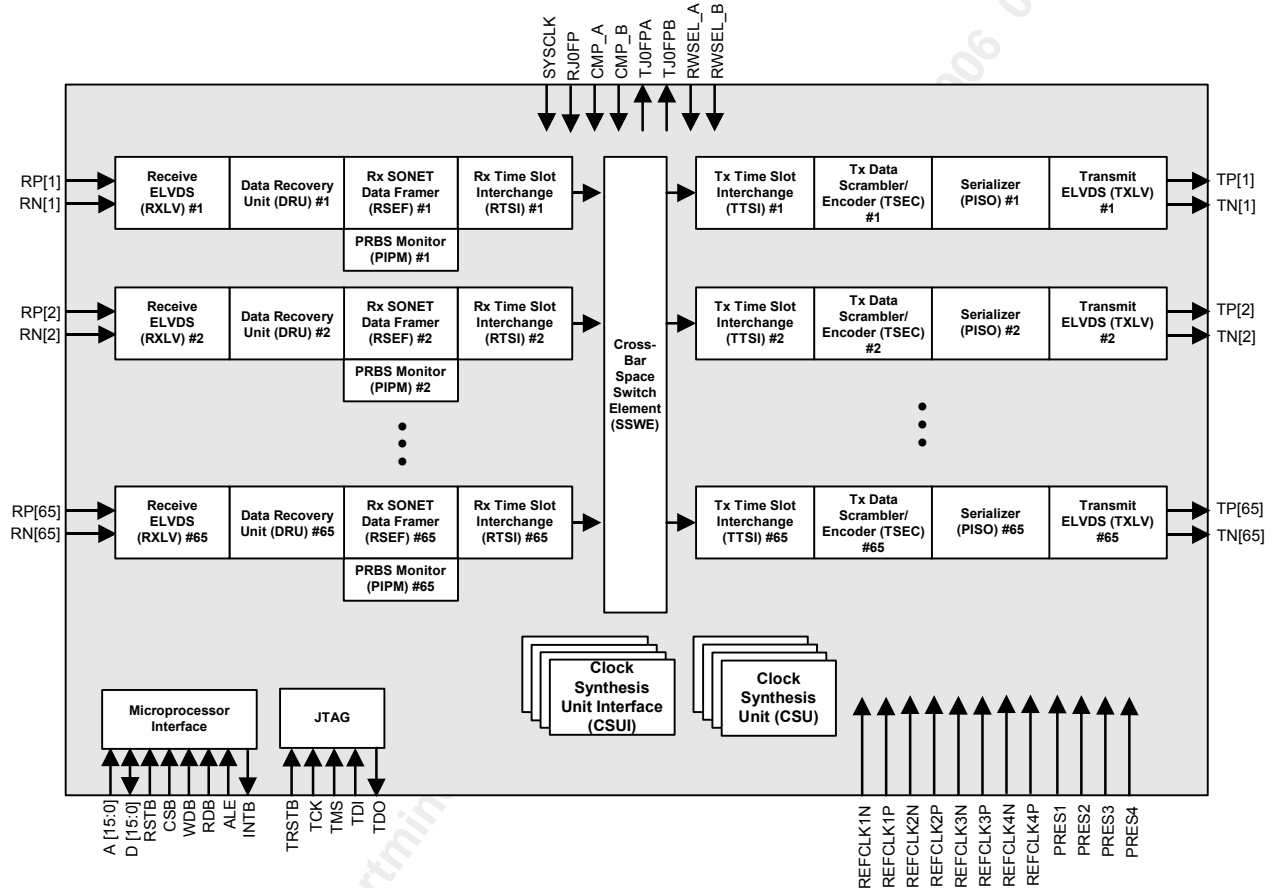 SYSCLK
RJ0FP
CMP_A
CMP_B
TJ0FPA
TJ0FPB
RWSEL_A
RWSEL_B
RP[1]
RN[1]
Receive
ELVDS
(RXLV) #1
Data Recovery
Unit (DRU) #1
Rx SONET
Data Framer
(RSEF) #1
Rx Time Slot
Interchange
(RTSI) #1
PRBS Monitor
(PIPM) #1
Tx Time Slot
Interchange
(TTSI) #1
Tx Data
Scrambler/
Encoder (TSEC)
#1
Serializer
(PISO) #1
Transmit
ELVDS (TXLV)
#1
TP[1]
TN[1]
RP[2]
RN[2]
Receive
ELVDS
(RXLV) #2
Data Recovery
Unit (DRU) #2
Rx SONET
Data Framer
(RSEF) #2
Rx Time Slot
Interchange
(RTSI) #2
PRBS Monitor
(PIPM) #2
Cross-
Bar
Space
Switch
Element
(SSWE)
Tx Time Slot
Interchange
(TTSI) #2
Tx Data
Scrambler/
Encoder (TSEC)
#2
Serializer
(PISO) #2
Transmit
ELVDS (TXLV)
#2
TP[2]
TN[2]
RP[65]
RN[65]
Receive
ELVDS
(RXLV) #65
Data Recovery
Unit (DRU) #65
Rx SONET
Data Framer
(RSEF) #65
Rx Time Slot
Interchange
(RTSI) #65
PRBS Monitor
(PIPM) #65
Tx Time Slot
Interchange
(TTSI) #65
Tx Data
Scrambler/
Encoder (TSEC)
#65
Serializer
(PISO) #65
Transmit
ELVDS (TXLV)
#65
TP[65]
TN[65]
Microprocessor
Interface
JTAG
Clock
Synthesis
Unit Interface
(CSUI)
Clock
Synthesis
Unit (CSU)
A [15:0]
D [15:0]
RSTB
CSB
WDB
RDB
ALE
INTB
TRSTB
TCK
TMS
TDI
TDO
REFCLK1N
REFCLK1P
REFCLK2N
REFCLK2P
REFCLK3N
REFCLK3P
REFCLK4N
REFCLK4P
PRES1
PRES2
PRES3
PRES4